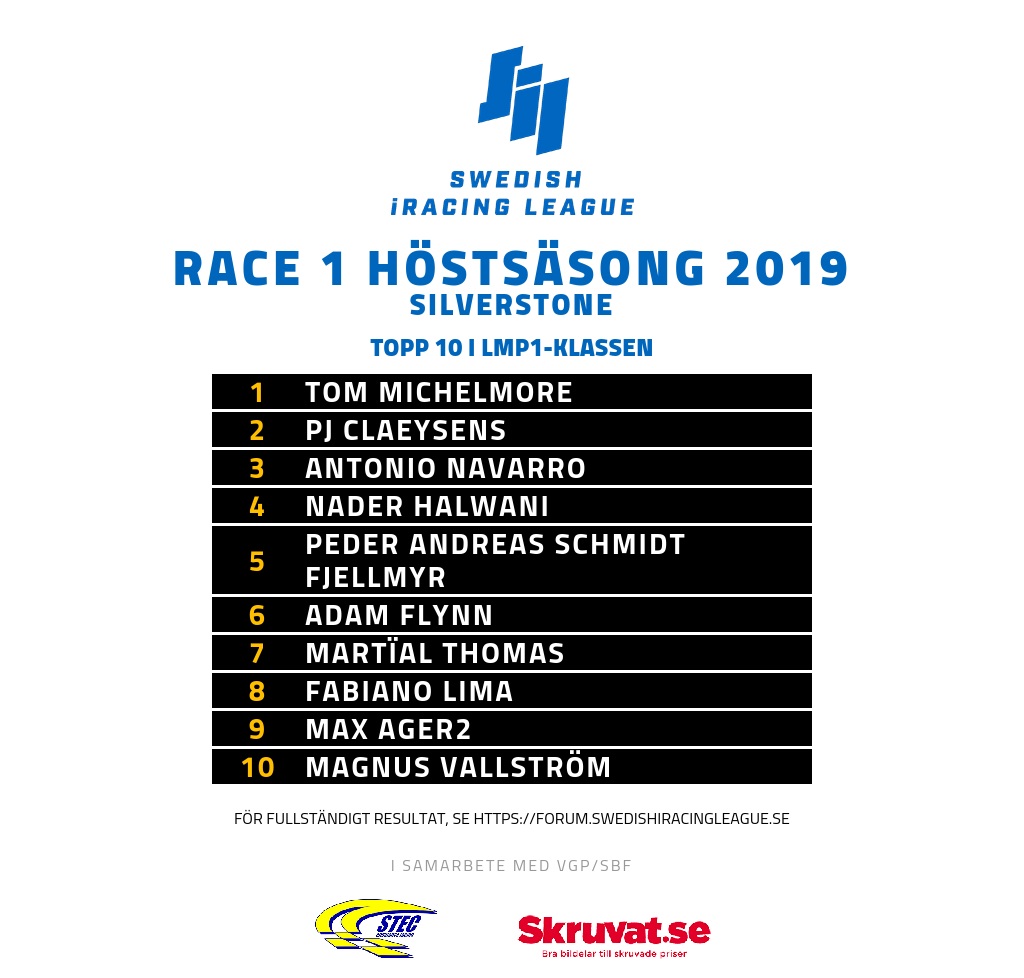 SWEDISH
iRACING LEAGUE
RACE 1 HÖSTSÄSONG 2019
SILVERSTONE
TOPP 10 I LMP1-KLASSEN
1 TOM MICHELMORE
2 PJ CLAEYSENS
3 ANTONIO NAVARRO
4 NADER HALWANI
5 PEDER ANDREAS SCHMIDT
FJELLMYR
6 ADAM FLYNN
7 MARTÏAL THOMAS
8 FABIANO LIMA
9 MAX AGER2
10 MAGNUS VALLSTRÖM
FÖR FULLSTÄNDIGT RESULTAT, SE HTTPS://FORUM.SWEDISHIRACINGLEAGUE.SE
I SAMARBETE MED VGP/SBF
STEC
Skruvat.se
Bra bildelar till skruvade priser